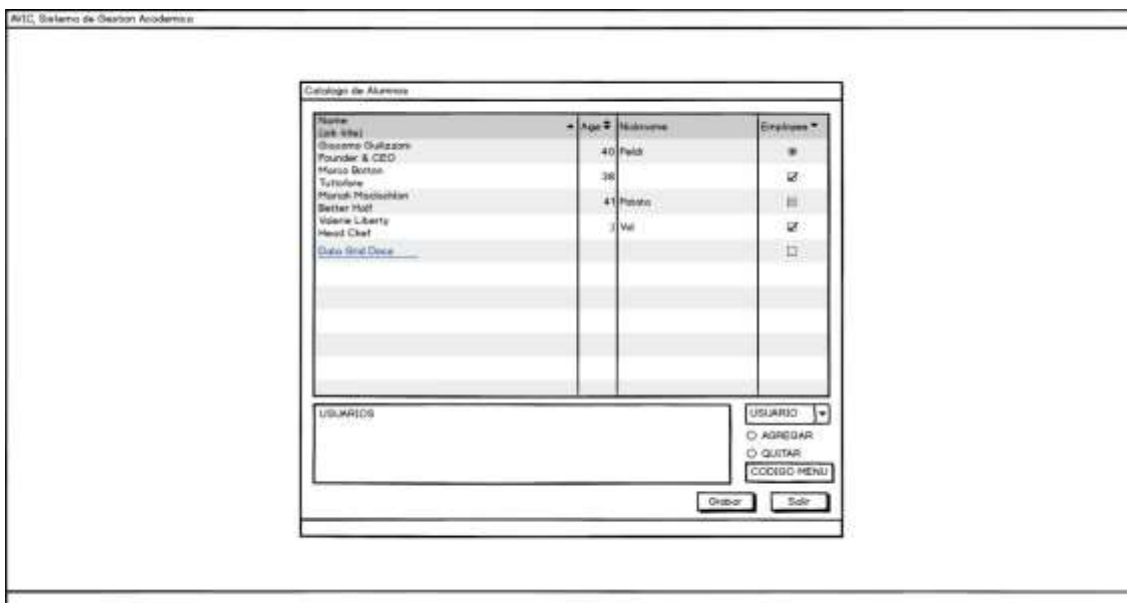 AVIC, Sistema de Gestion Academica
Catalogo de Alumnos
Name
(job title)
Age
Nickname
Employee
Giacomo Guilizzoni
Founder & CEO
40
Peldi
Marco Botton
Tuttofare
38
Mariah Maclachlan
Better Half
41
Potato
Valerie Liberty
Head Chef
Val
Data Grid Docs
USUARIOS
USUARIO
AGREGAR
QUITAR
CODIGO MENU
Grabar
Salir